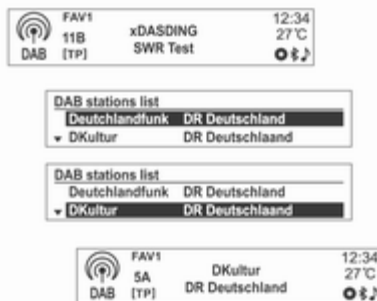 FAV1
12:34
11B
xDASDING
27℃
DAB
[TP]
SWR Test
DAB stations list
Deutchlandfunk DR Deutschland
DKultur DR Deutschlaand
DAB stations list
Deutchlandfunk DR Deutschland
DKultur DR Deutschlaand
FAV1
12:34
5A
DKultur
27℃
DAB
[TP]
DR Deutschland